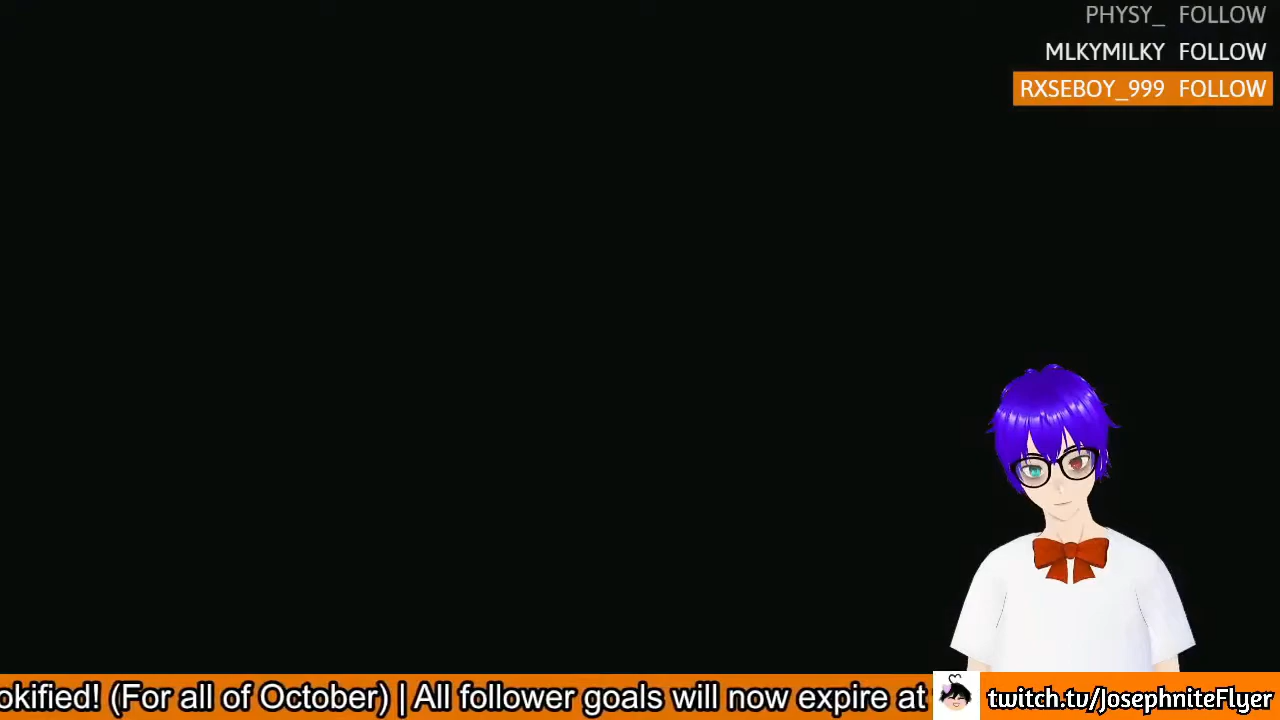 PHYSY_ FOLLOW
MLKYMILKY FOLLOW
RXSEBOY_999 FOLLOW
okified! (For all of October) | All follower goals will now expire at
twitch.tv/JosephniteFlyer